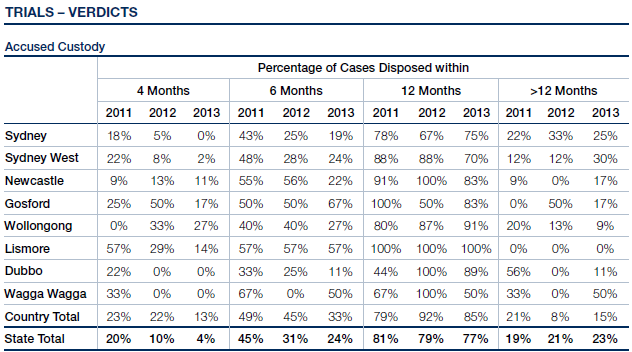 TRIALS – VERDICTS
Accused Custody
Percentage of Cases Disposed within
4 Months 6 Months 12 Months >12 Months
2011 2012 2013 2011 2012 2013 2011 2012 2013 2011 2012 2013
Sydney 18% 5% 0% 43% 25% 19% 78% 67% 75% 22% 33% 25%
Sydney West 22% 8% 2% 48% 28% 24% 88% 88% 70% 12% 12% 30%
Newcastle 9% 13% 11% 55% 56% 22% 91% 100% 83% 9% 0% 17%
Gosford 25% 50% 17% 50% 50% 67% 100% 50% 83% 0% 50% 17%
Wollongong 0% 33% 27% 40% 40% 27% 80% 87% 91% 20% 13% 9%
Lismore 57% 29% 14% 57% 57% 57% 100% 100% 100% 0% 0% 0%
Dubbo 22% 0% 0% 33% 25% 11% 44% 100% 89% 56% 0% 11%
Wagga Wagga 33% 0% 0% 67% 0% 50% 67% 100% 50% 33% 0% 50%
Country Total 23% 22% 13% 49% 45% 33% 79% 92% 85% 21% 8% 15%
State Total 20% 10% 4% 45% 31% 24% 81% 79% 77% 19% 21% 23%